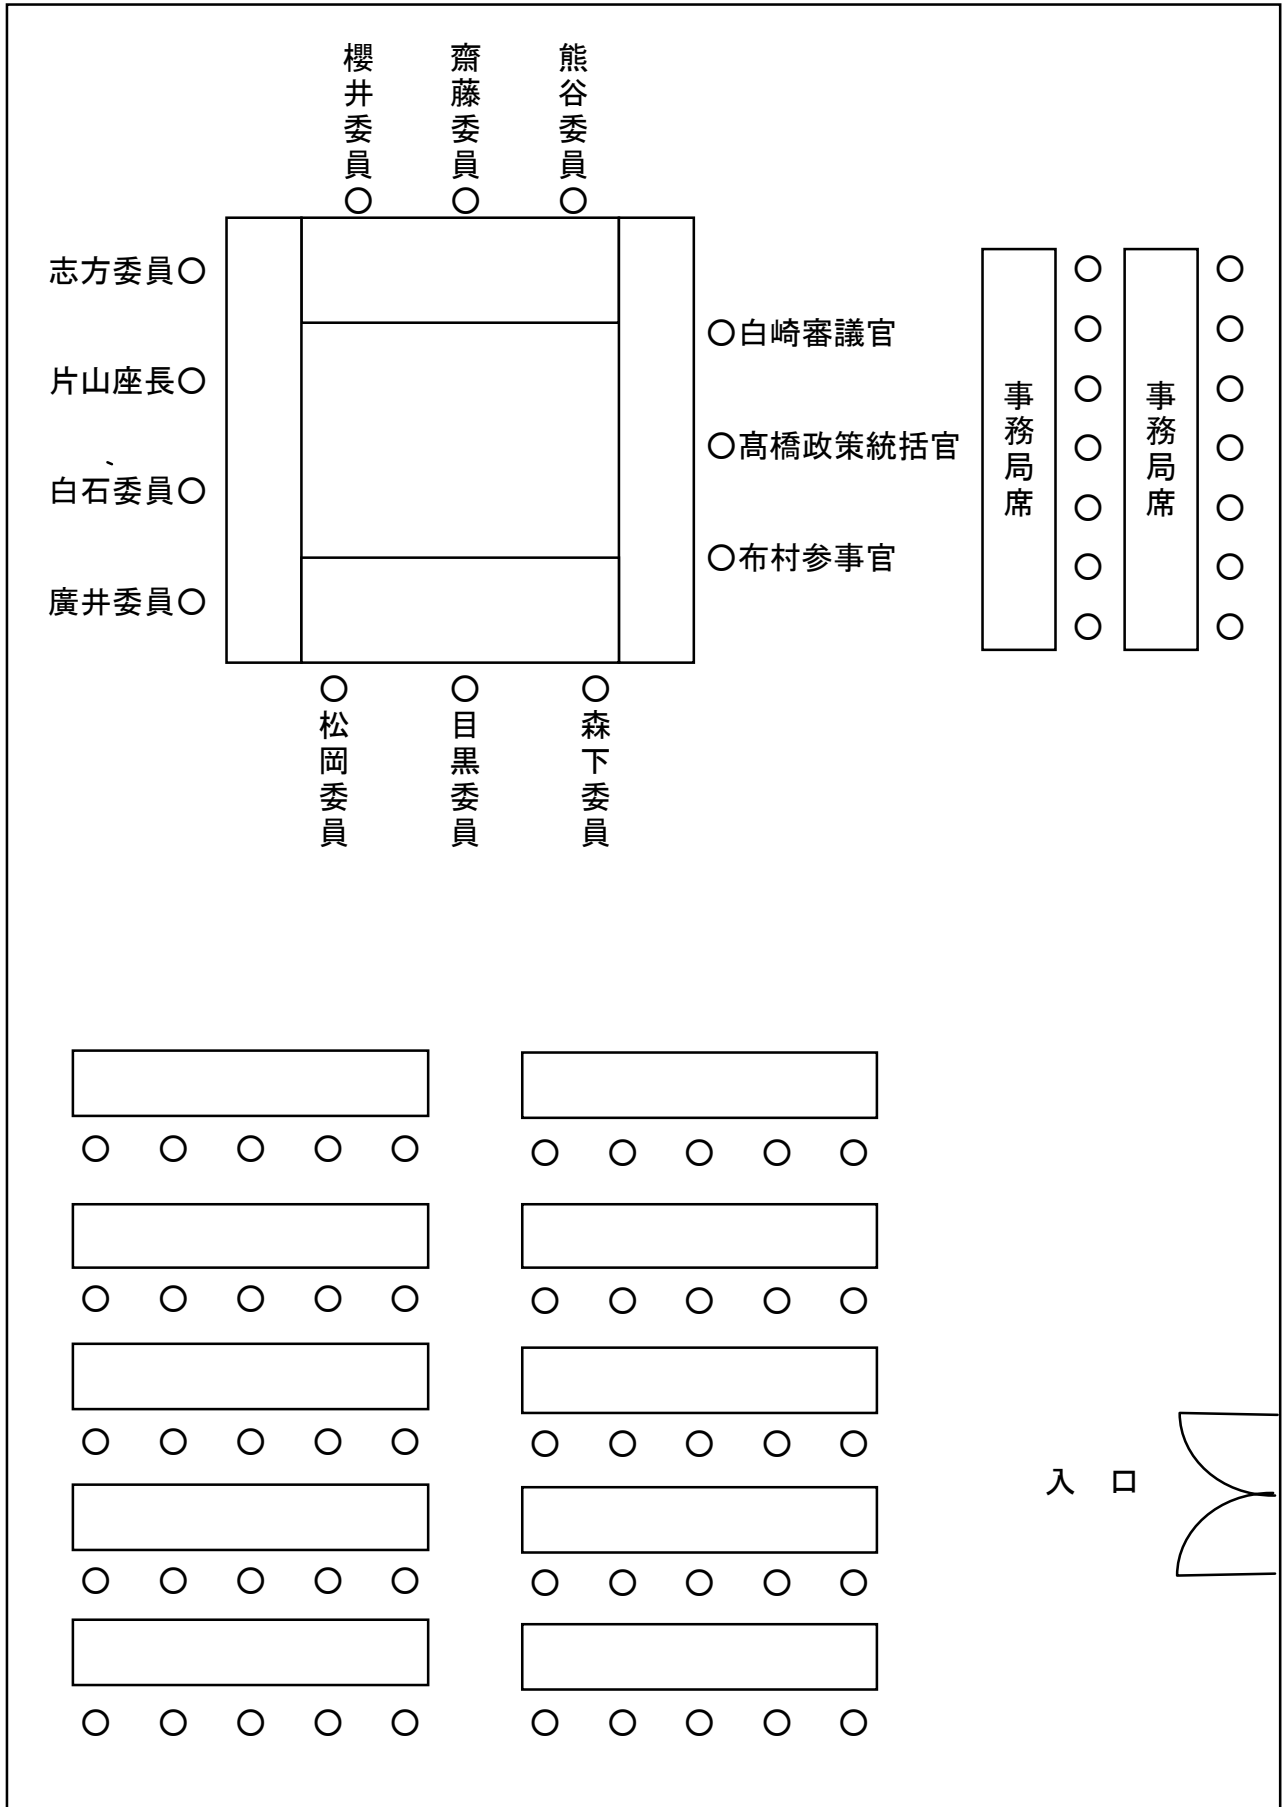 櫻井委員○
齋藤委員○
熊谷委員○
志方委員○
片山座長○
白石委員○
廣井委員○
○白崎審議官
○髙橋政策統括官
○布村参事官
事務局席
事務局席
○松岡委員
○目黒委員
○森下委員
入口